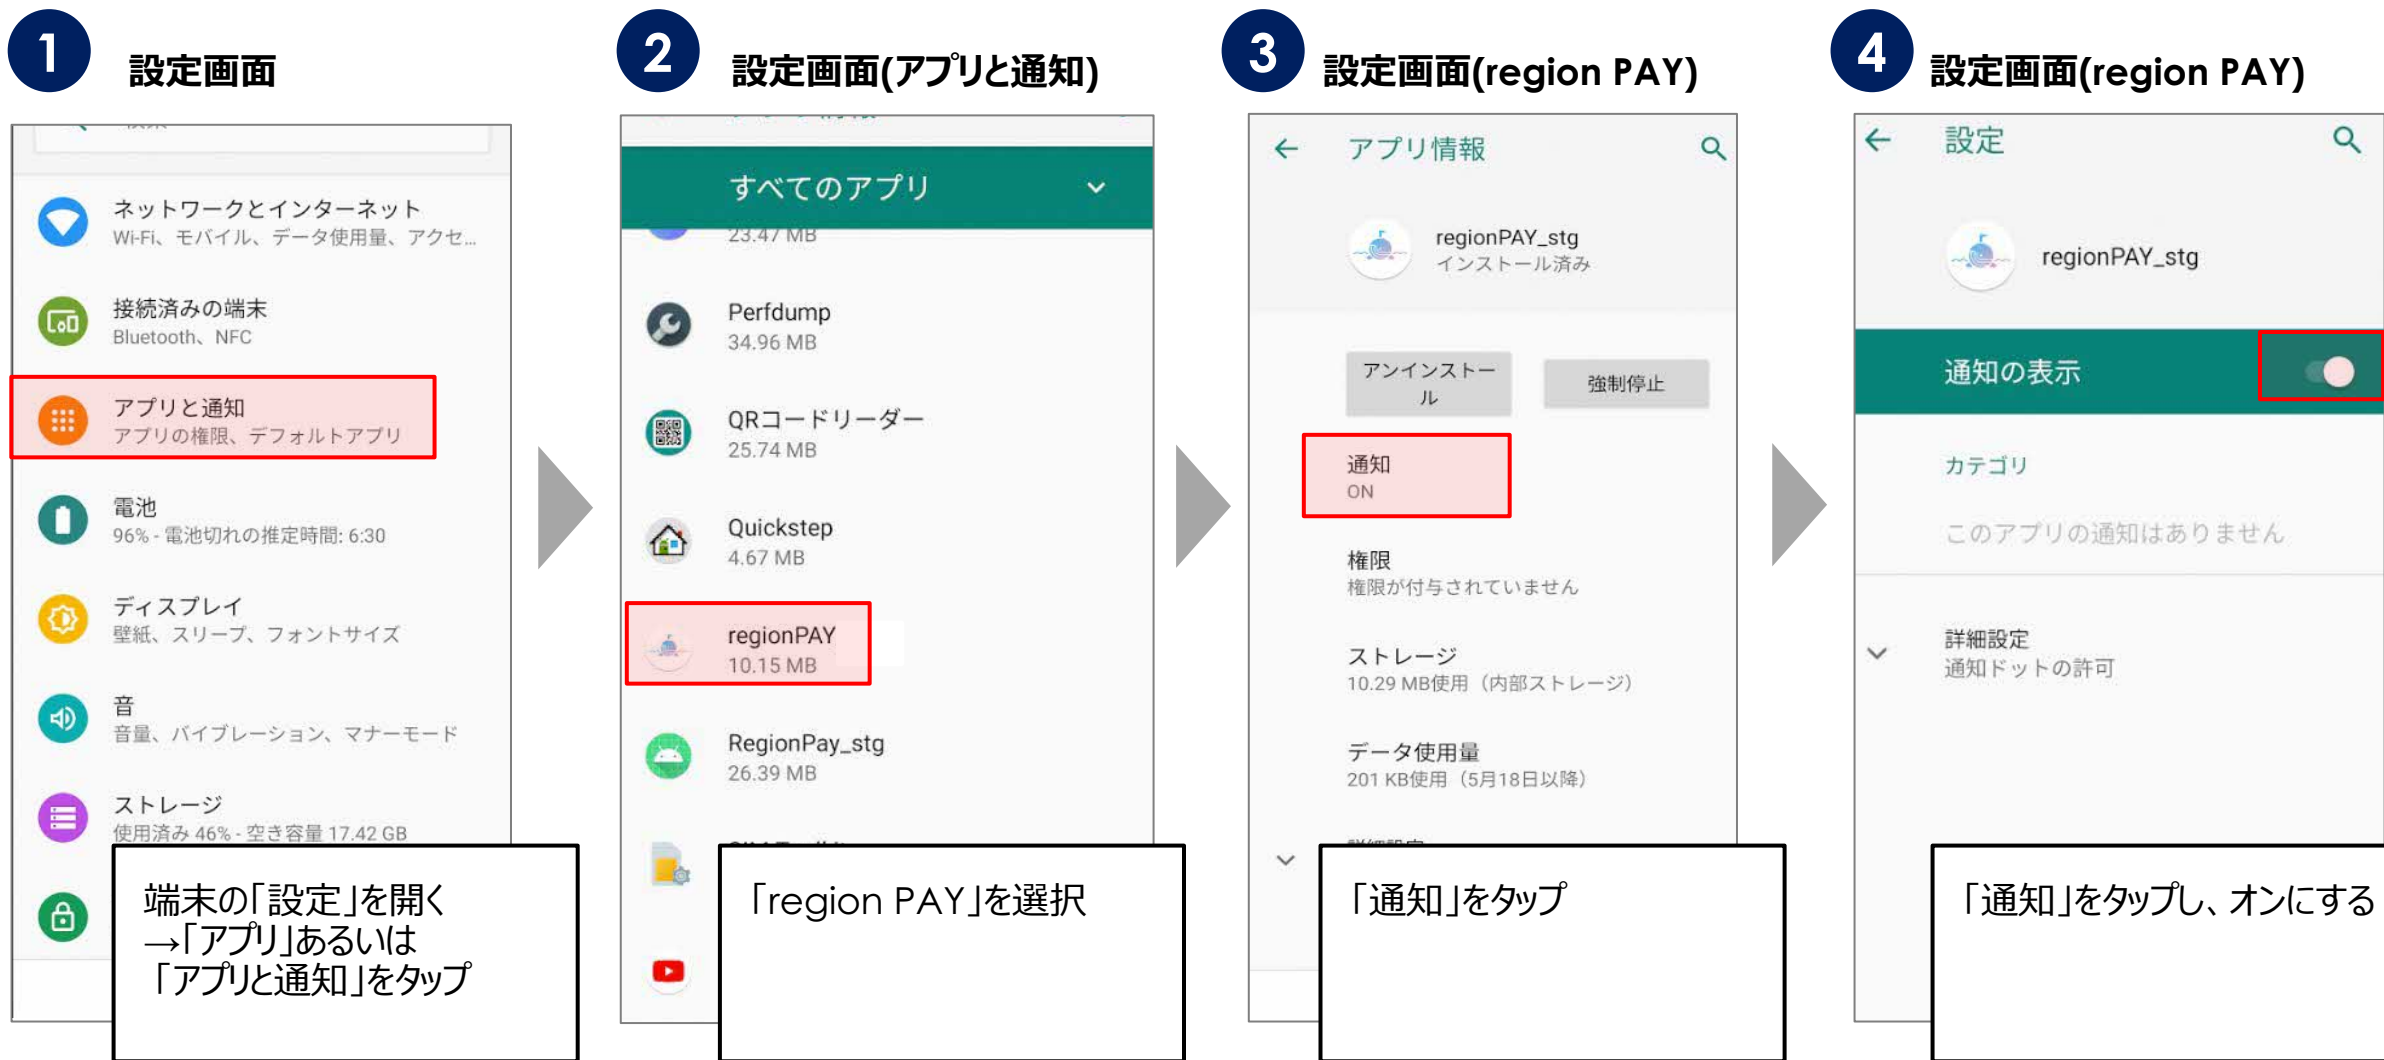 1
設定画面
ネットワークとインターネット
Wi-Fi、モバイル、データ使用量、アクセ...
接続済みの端末
Bluetooth、NFC
アプリと通知
アプリの権限、デフォルトアプリ
電池
96% - 電池切れの推定時間: 6:30
ディスプレイ
壁紙、スリープ、フォントサイズ
音
音量、バイブレーション、マナーモード
ストレージ
使用済み 46% - 空き容量 17.42 GB
端末の「設定」を開く
→「アプリ」あるいは
「アプリと通知」をタップ
2
設定画面(アプリと通知)
すべてのアプリ
23.47 MB
Perfdump
34.96 MB
QRコードリーダー
25.74 MB
Quickstep
4.67 MB
regionPAY
10.15 MB
RegionPay_stg
26.39 MB
「region PAY」を選択
3
設定画面(region PAY)
アプリ情報
regionPAY_stg
インストール済み
アンインストー
ル
強制停止
通知
ON
権限
権限が付与されていません
ストレージ
10.29 MB使用（内部ストレージ）
データ使用量
201 KB使用（5月18日以降）
「通知」をタップ
4
設定画面(region PAY)
設定
regionPAY_stg
通知の表示
カテゴリ
このアプリの通知はありません
詳細設定
通知ドットの許可
「通知」をタップし、オンにする